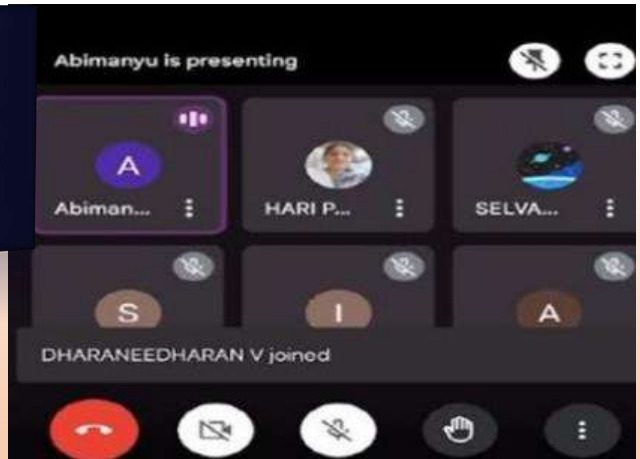 Abimanyu is presenting
A
Abiman...
HARI P...
SELVA...
S
I
A
DHARANEEDHARAN V joined